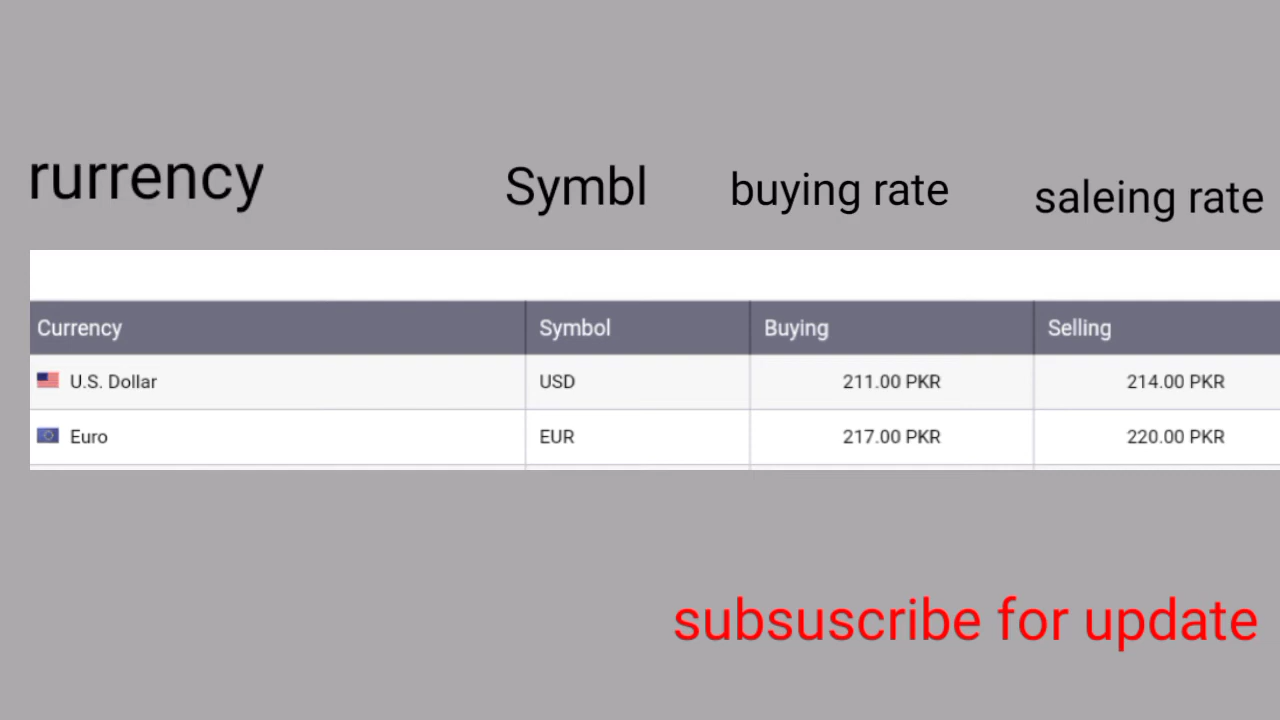 rurrency Symbl buying rate saleing rate
Currency Symbol Buying Selling
U.S. Dollar USD 211.00 PKR 214.00 PKR
Euro EUR 217.00 PKR 220.00 PKR
subsuscribe for update